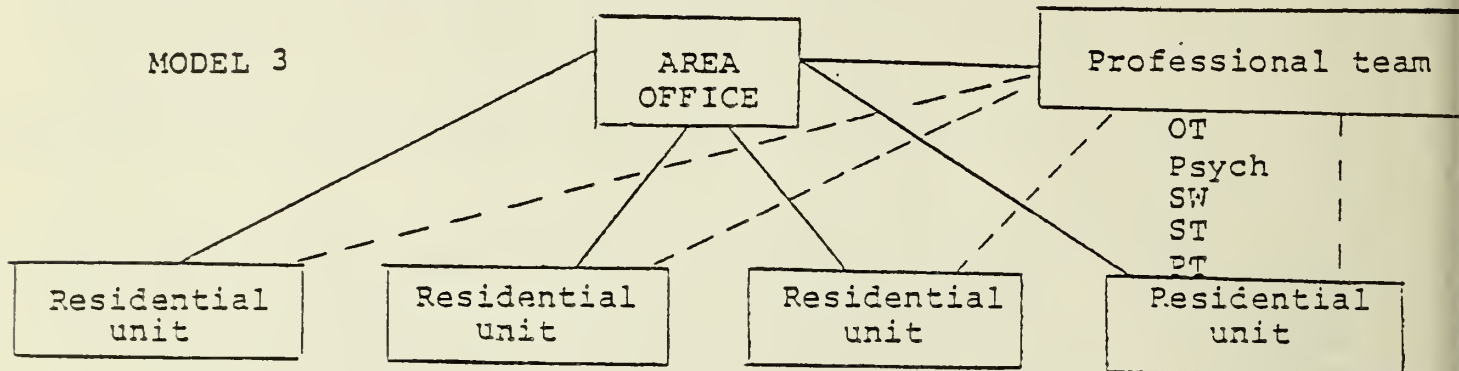 MODEL 3
AREA
OFFICE
Professional team
OT
Psych
SW
ST
PT
Residential
unit
Residential
unit
Residential
unit
Residential
unit